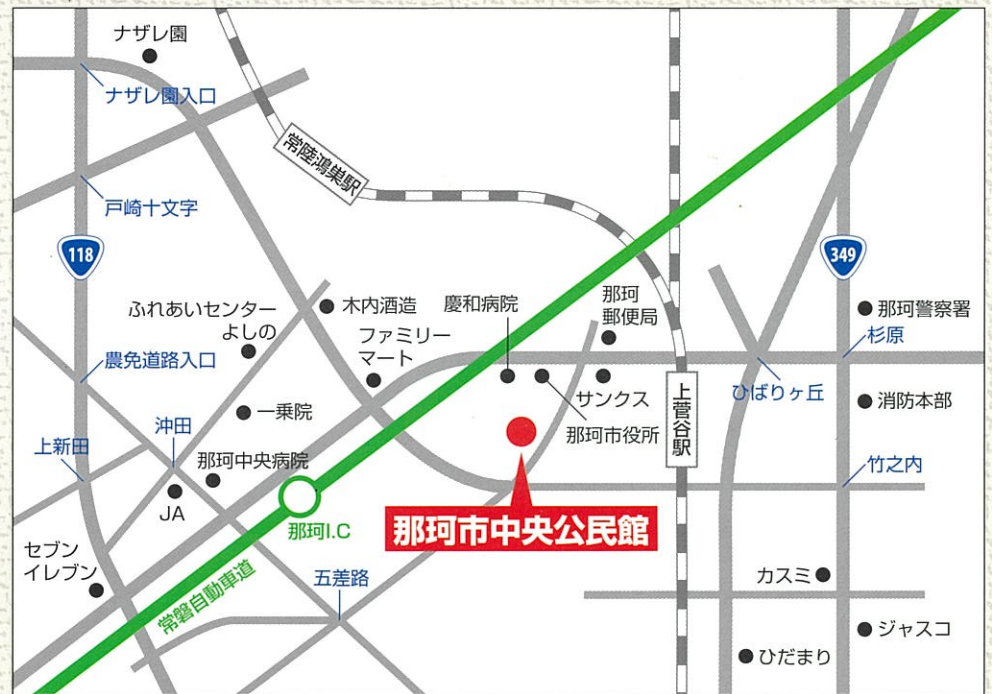 ナザレ園
ナザレ園入口
常陸鴻巣駅
戸崎十文字
118
349
ふれあいセンター
よしの
木内酒造
慶和病院
那珂
郵便局
那珂警察署
ファミリー
マート
杉原
農免道路入口
ひばりヶ丘
サンクス
一乗院
消防本部
沖田
那珂市役所
上菅谷駅
上新田
那珂中央病院
竹之内
JA
那珂I.C
那珂市中央公民館
セブン
イレブン
五差路
カスミ
常磐自動車道
ジャスコ
ひだまり